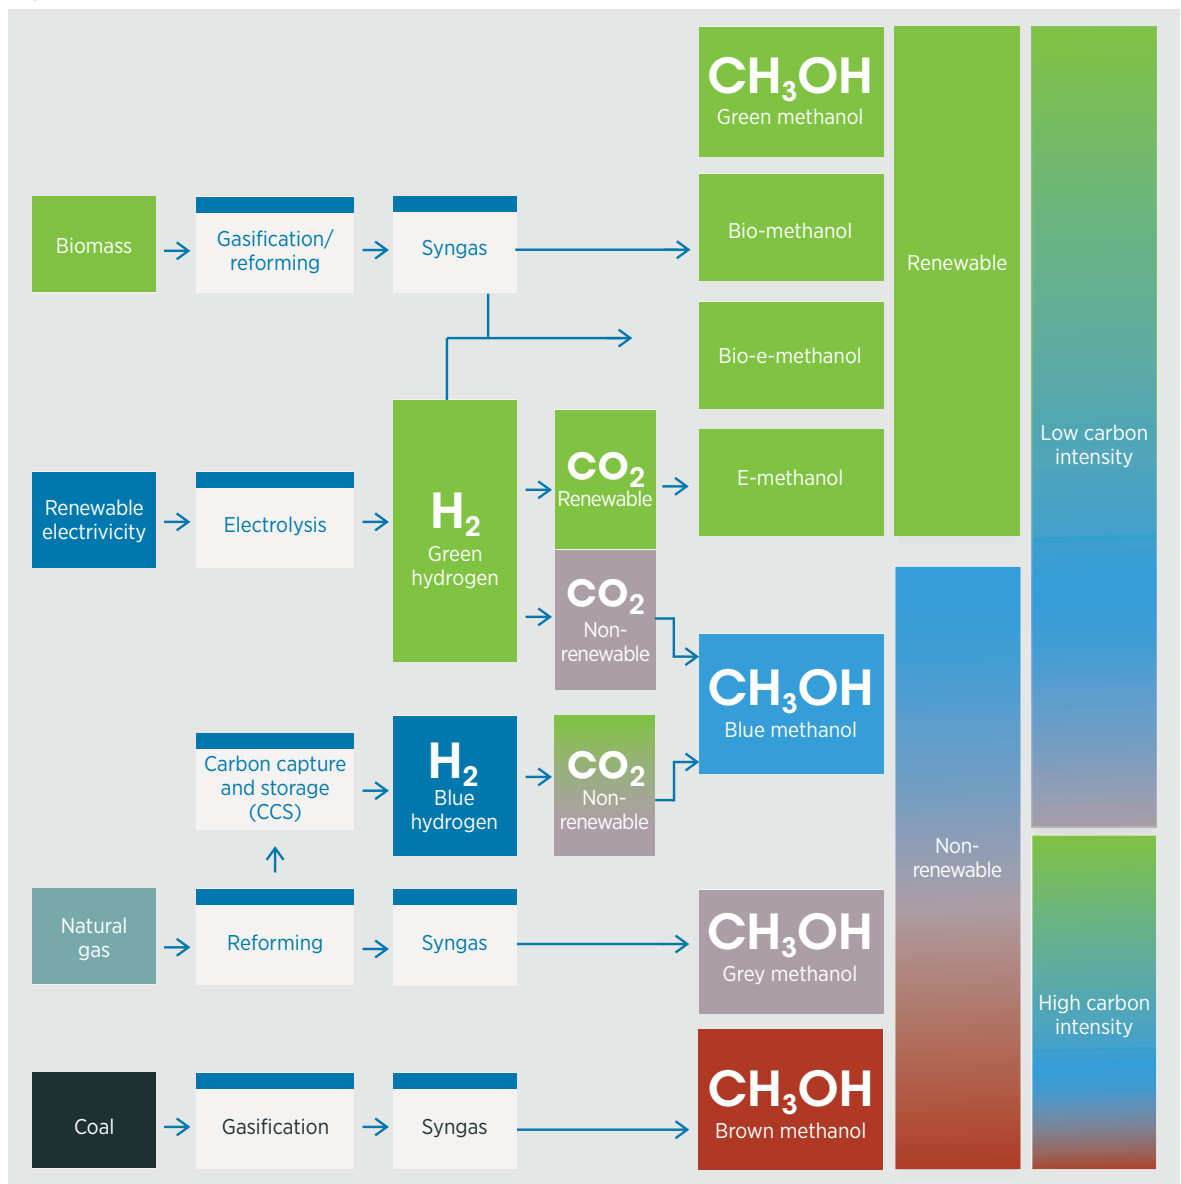 CH₃OH
Green methanol
Biomass
Gasification/
reforming
Syngas
Bio-methanol
Renewable
Bio-e-methanol
Low carbon
intensity
Renewable
electrivicity
Electrolysis
H₂
Green
hydrogen
CO₂
Renewable
E-methanol
CO₂
Non-
renewable
CH₃OH
Blue methanol
Carbon capture
and storage
(CCS)
H₂
Blue
hydrogen
CO₂
Non-
renewable
Non-
renewable
Natural
gas
Reforming
Syngas
CH₃OH
Grey methanol
High carbon
intensity
Coal
Gasification
Syngas
CH₃OH
Brown methanol